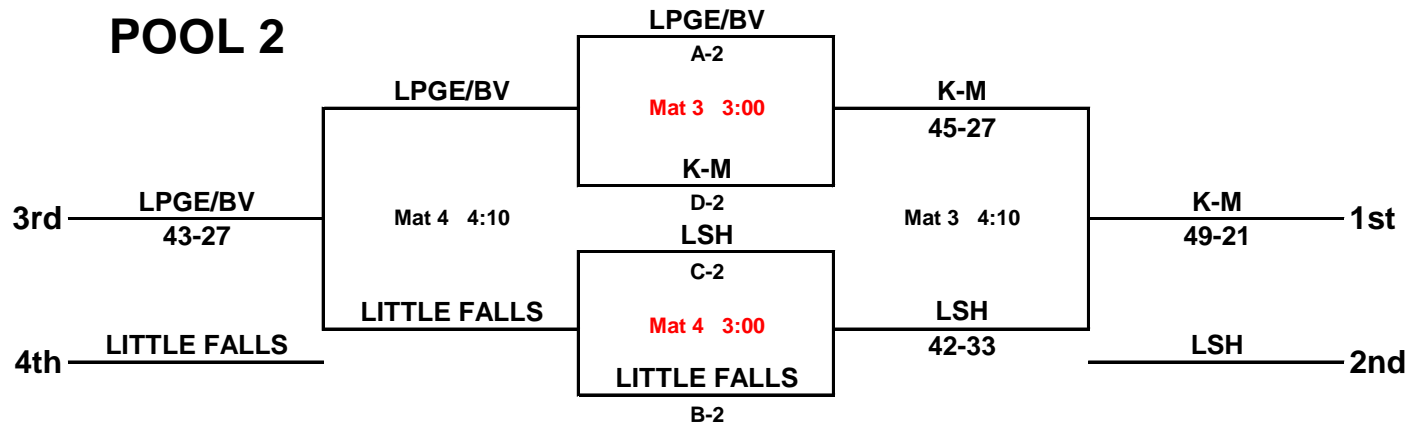 POOL 2
LPGE/BV
A-2
LPGE/BV
Mat 3 3:00
K-M
45-27
K-M
D-2
3rd
LPGE/BV
43-27
Mat 4 4:10
Mat 3 4:10
K-M
49-21
1st
LSH
C-2
LITTLE FALLS
Mat 4 3:00
LSH
42-33
4th
LITTLE FALLS
LITTLE FALLS
B-2
LSH
2nd